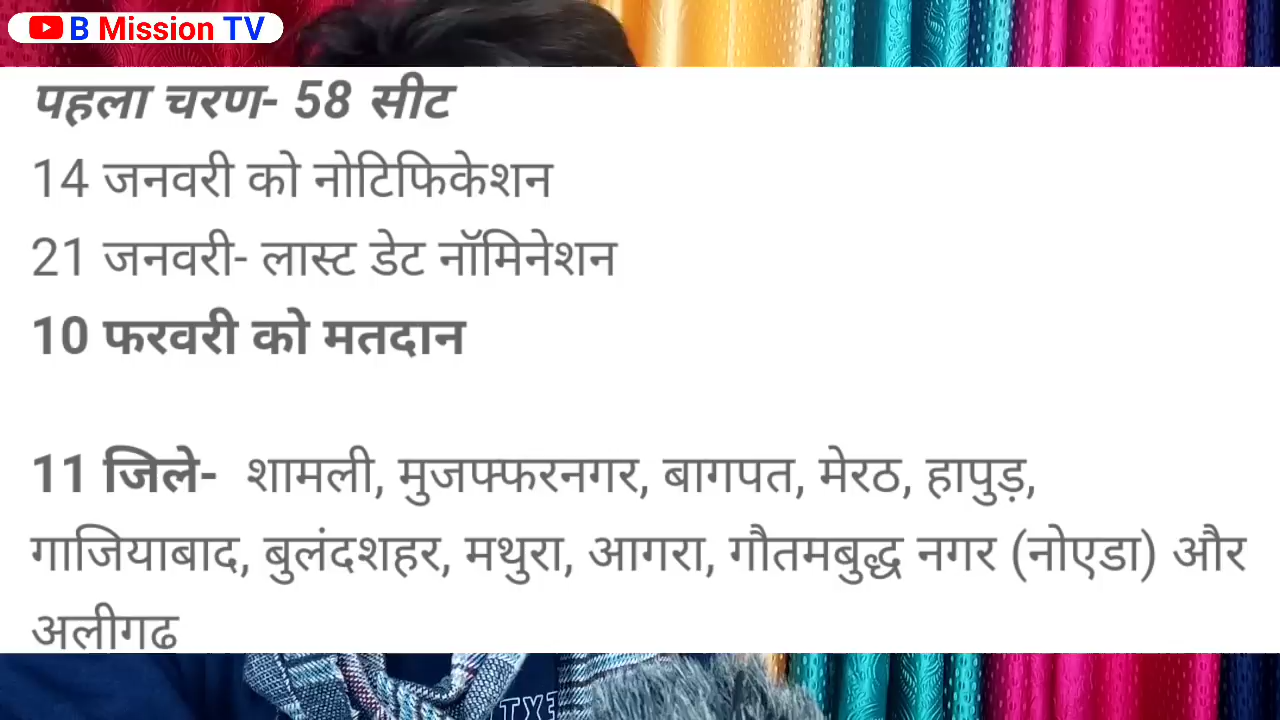 B Mission TV
पहला चरण- 58 सीट
14 जनवरी को नोटिफिकेशन
21 जनवरी- लास्ट डेट नॉमिनेशन
10 फरवरी को मतदान
11 जिले- शामली, मुजफ्फरनगर, बागपत, मेरठ, हापुड़,
गाजियाबाद, बुलंदशहर, मथुरा, आगरा, गौतमबुद्ध नगर (नोएडा) और
अलीगढ